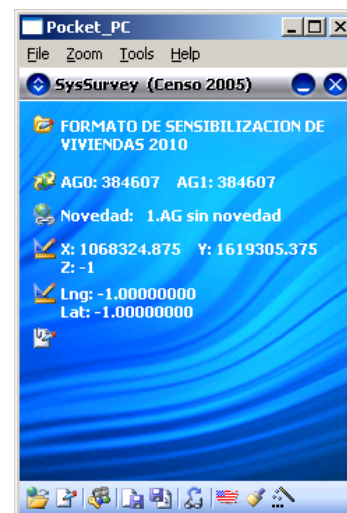 Pocket_PC
File Zoom Tools Help
SysSurvey (Censo 2005)
FORMATO DE SENSIBILIZACION DE
VIVIENDAS 2010
AG0: 384607 AG1: 384607
Novedad: 1.AG sin novedad
X: 1068324.875 Y: 1619305.375
Z: -1
Lng: -1.00000000
Lat: -1.00000000